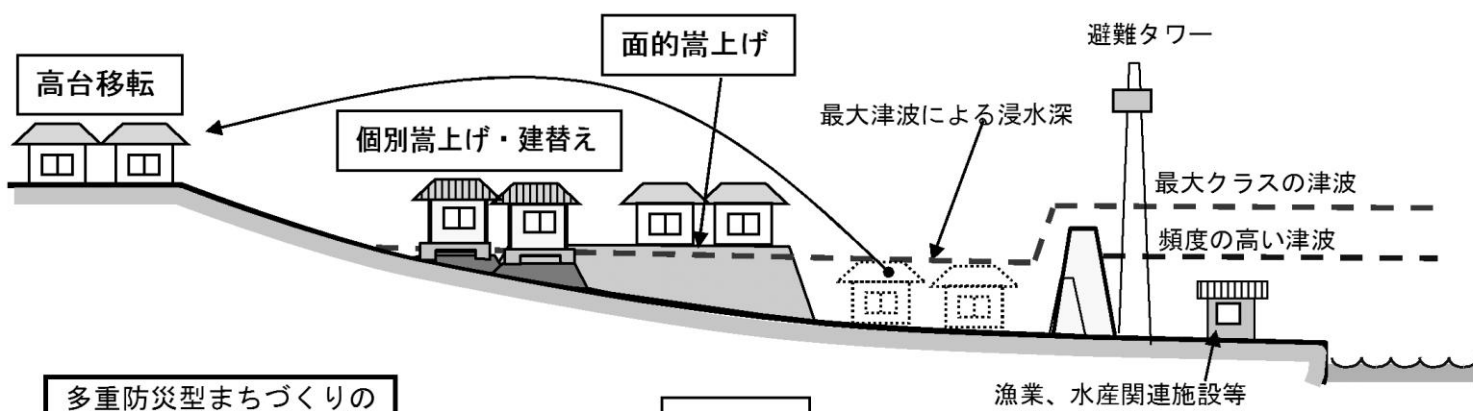 避難タワー
面的嵩上げ
高台移転
最大津波による浸水深
個別嵩上げ・建替え
最大クラスの津波
頻度の高い津波
漁業、水産関連施設等
多重防災型まちづくりの